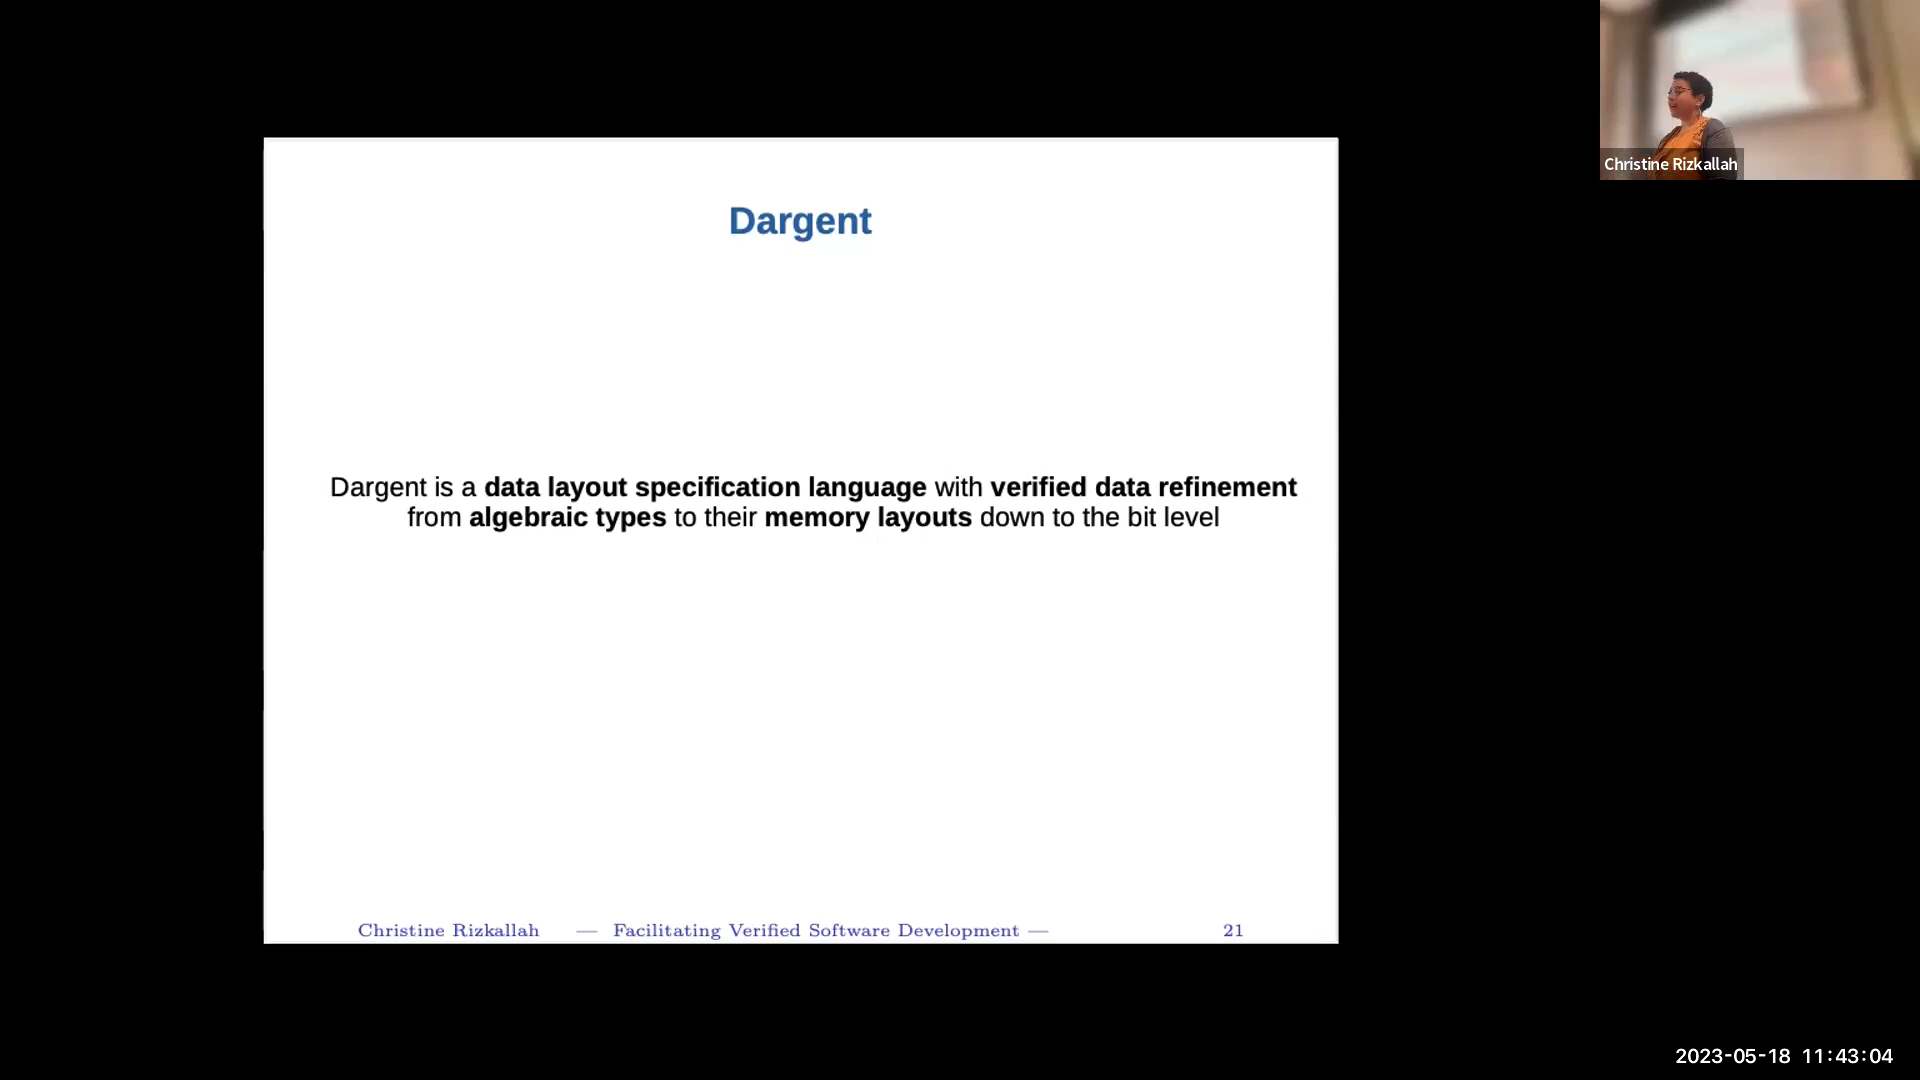 Christine Rizkallah
Dargent
Dargent is a data layout specification language with verified data refinement
from algebraic types to their memory layouts down to the bit level
Christine Rizkallah — Facilitating Verified Software Development — 21
2023-05-18 11:43:04